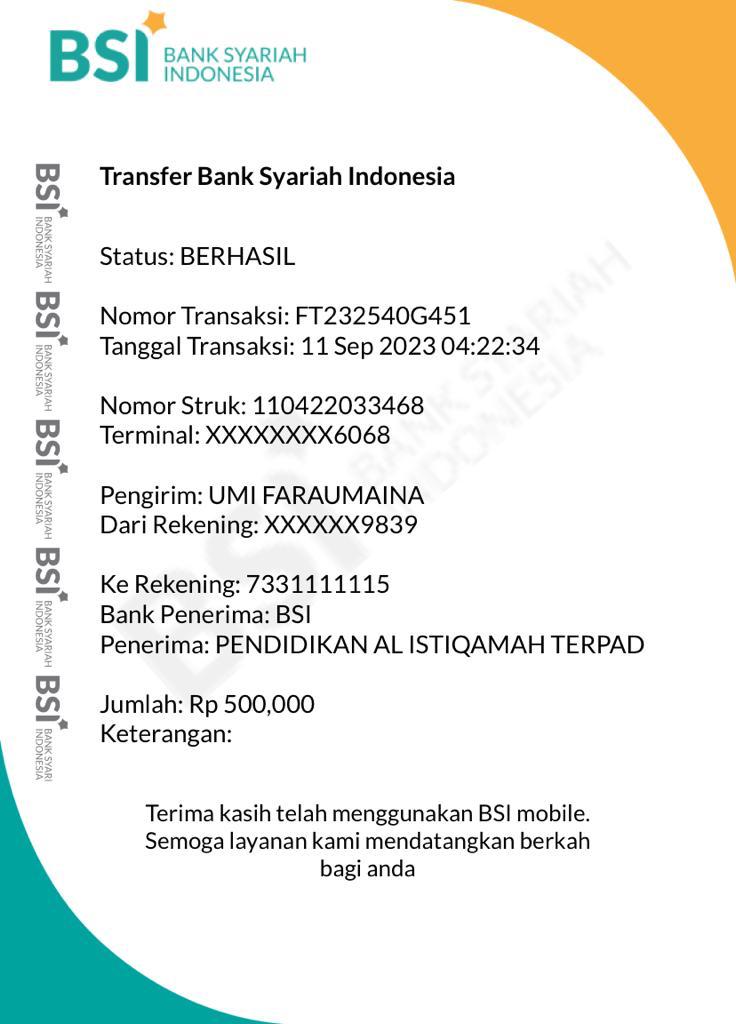 BSI BANK SYARIAH
INDONESIA
Transfer Bank Syariah Indonesia
Status: BERHASIL
Nomor Transaksi: FT232540G451
Tanggal Transaksi: 11 Sep 2023 04:22:34
Nomor Struk: 110422033468
Terminal: XXXXXXXX6068
Pengirim: UMI FARAUMAINA
Dari Rekening: XXXXXX9839
Ke Rekening: 7331111115
Bank Penerima: BSI
Penerima: PENDIDIKAN AL ISTIQAMAH TERPAD
Jumlah: Rp 500,000
Keterangan:
Terima kasih telah menggunakan BSI mobile.
Semoga layanan kami mendatangkan berkah
bagi anda
BSI BANK SYARIAH
INDONESIA
BSI BANK SYARIAH
INDONESIA
BSI BANK SYARIAH
INDONESIA
BSI BANK SYARIAH
INDONESIA
BSI BANK SYARI
INDONESIA
BSI BANK SYARIAH
INDONESIA